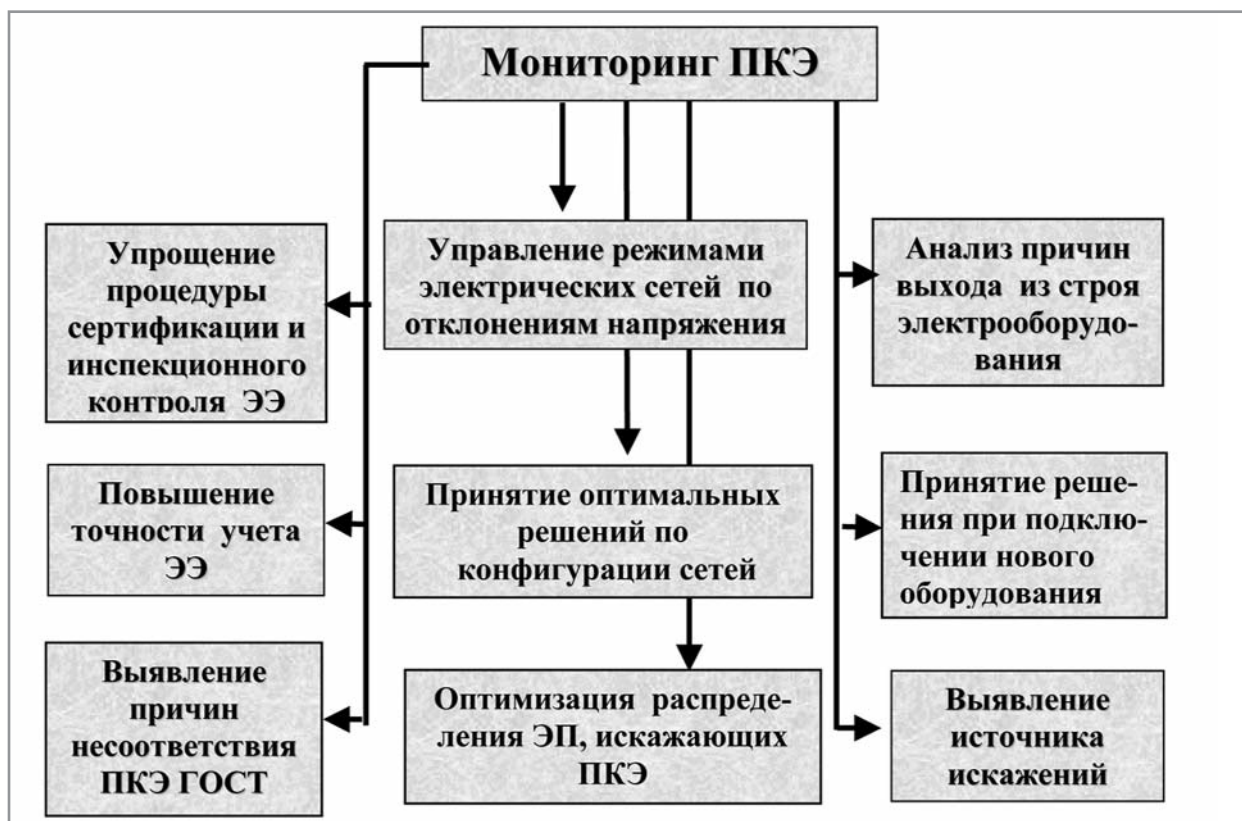 Мониторинг ПКЭ
Упрощение
процедуры
сертификации и
инспекционного
контроля ЭЭ
Повышение
точности учета
ЭЭ
Выявление
причин
несоответствия
ПКЭ ГОСТ
Управление режимами
электрических сетей по
отклонениям напряжения
Принятие оптимальных
решений по
конфигурации сетей
Оптимизация распреде-
ления ЭП, искажающих
ПКЭ
Анализ причин
выхода из строя
электрооборудо-
вания
Принятие реше-
ния при подклю-
чении нового
оборудования
Выявление
источника
искажений